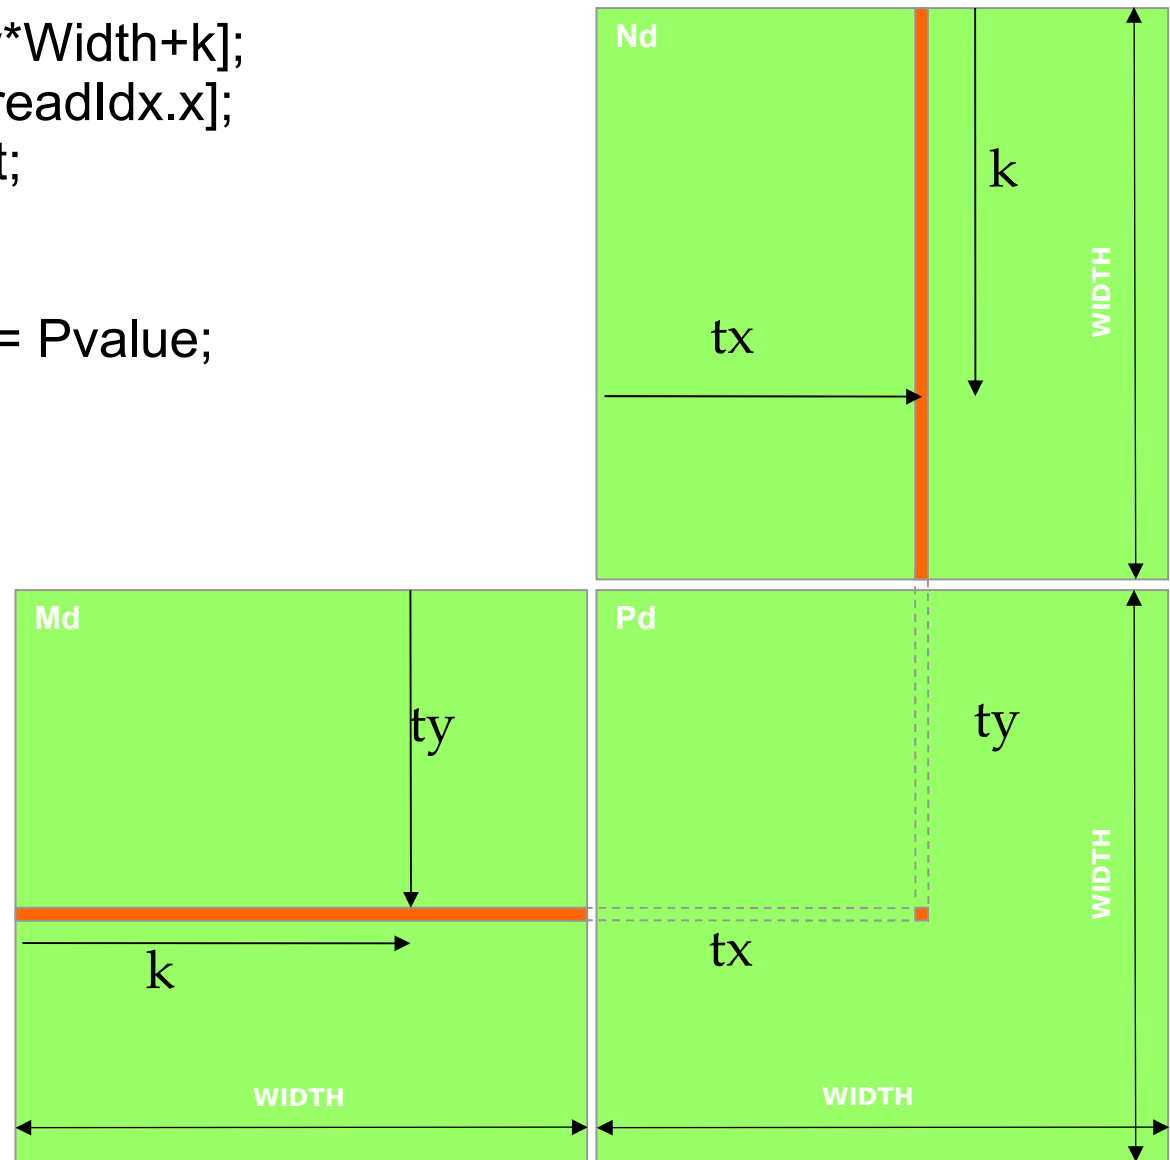 *Width+k];
readIdx.x];
t;
= Pvalue;
Nd
k
WIDTH
tx
Md
ty
k
WIDTH
Pd
ty
WIDTH
tx
WIDTH